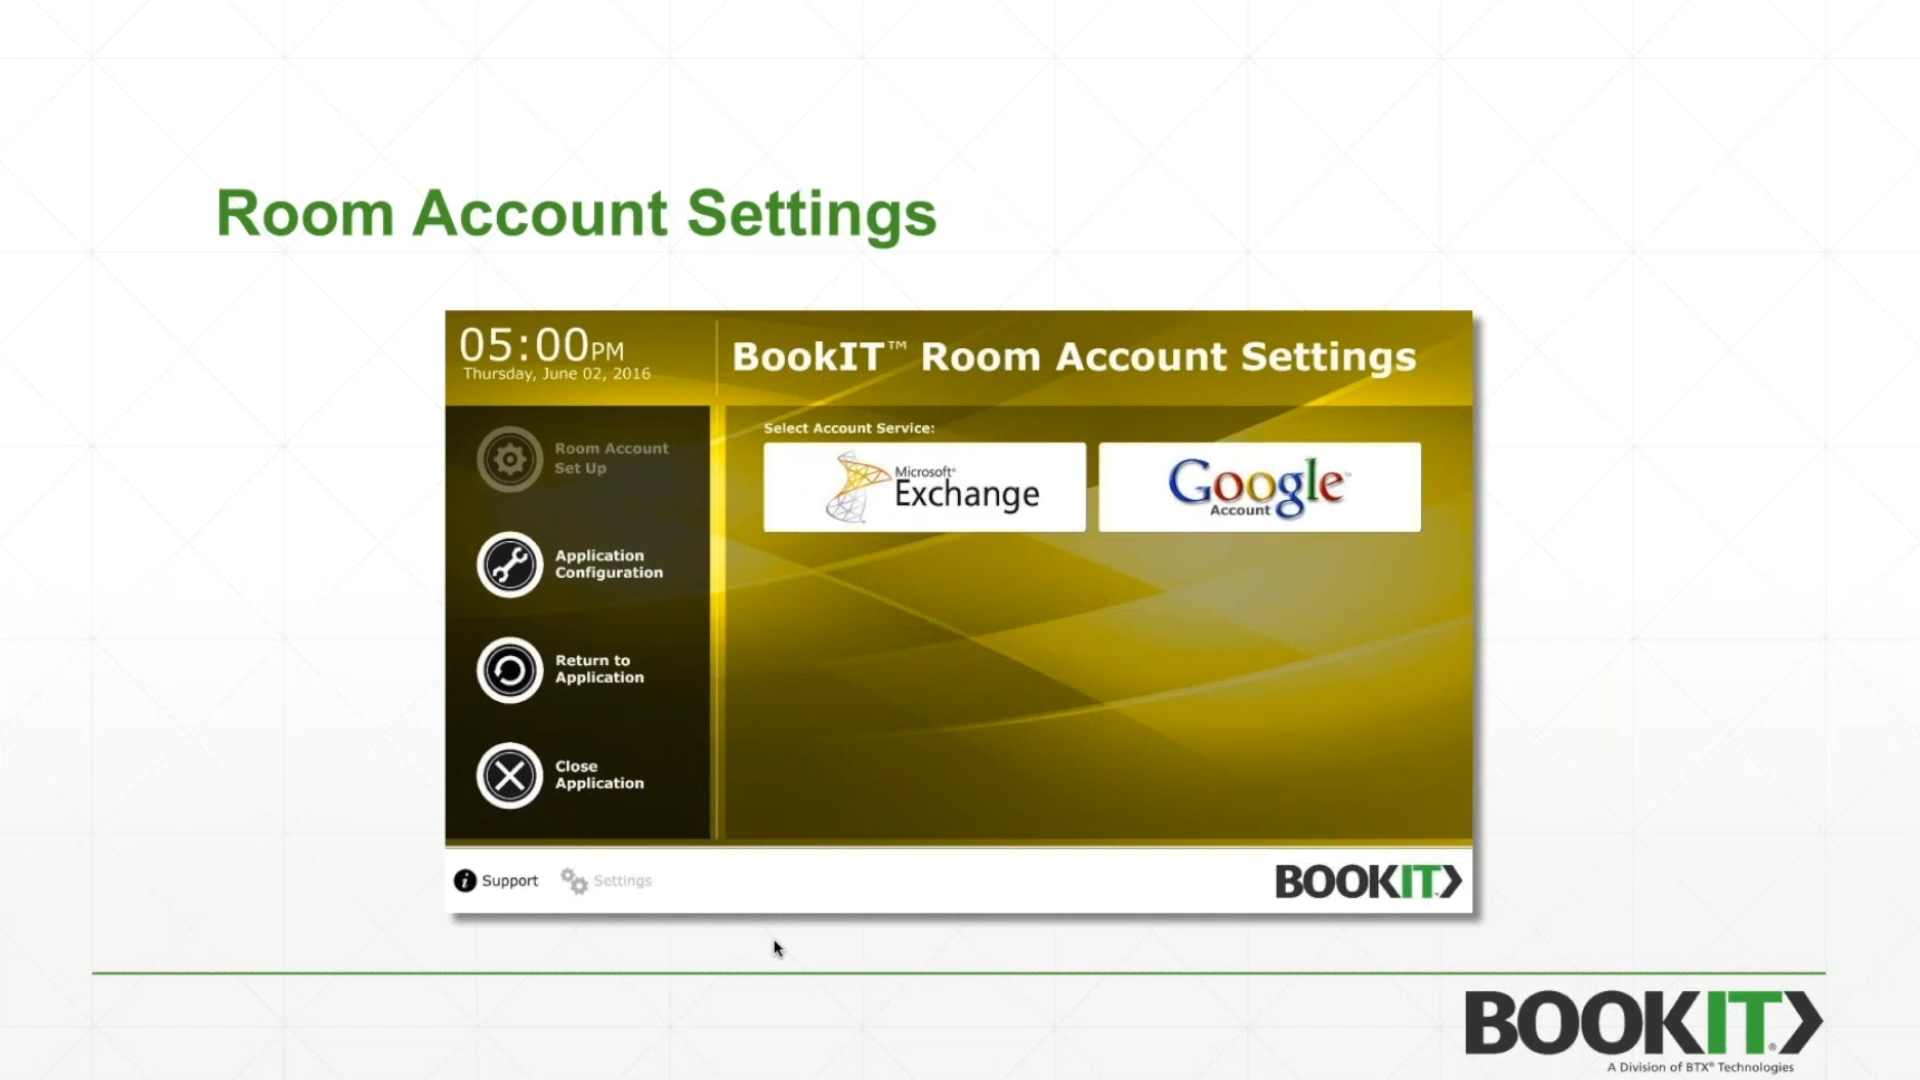 Room Account Settings
05:00PM
Thursday, June 02, 2016
BookIT™ Room Account Settings
Room Account
Set Up
Application
Configuration
Return to
Application
Close
Application
Select Account Service:
Microsoft®
Exchange
Google™
Account
Support
Settings
BOOKIT
BOOKIT®
A Division of BTX® Technologies